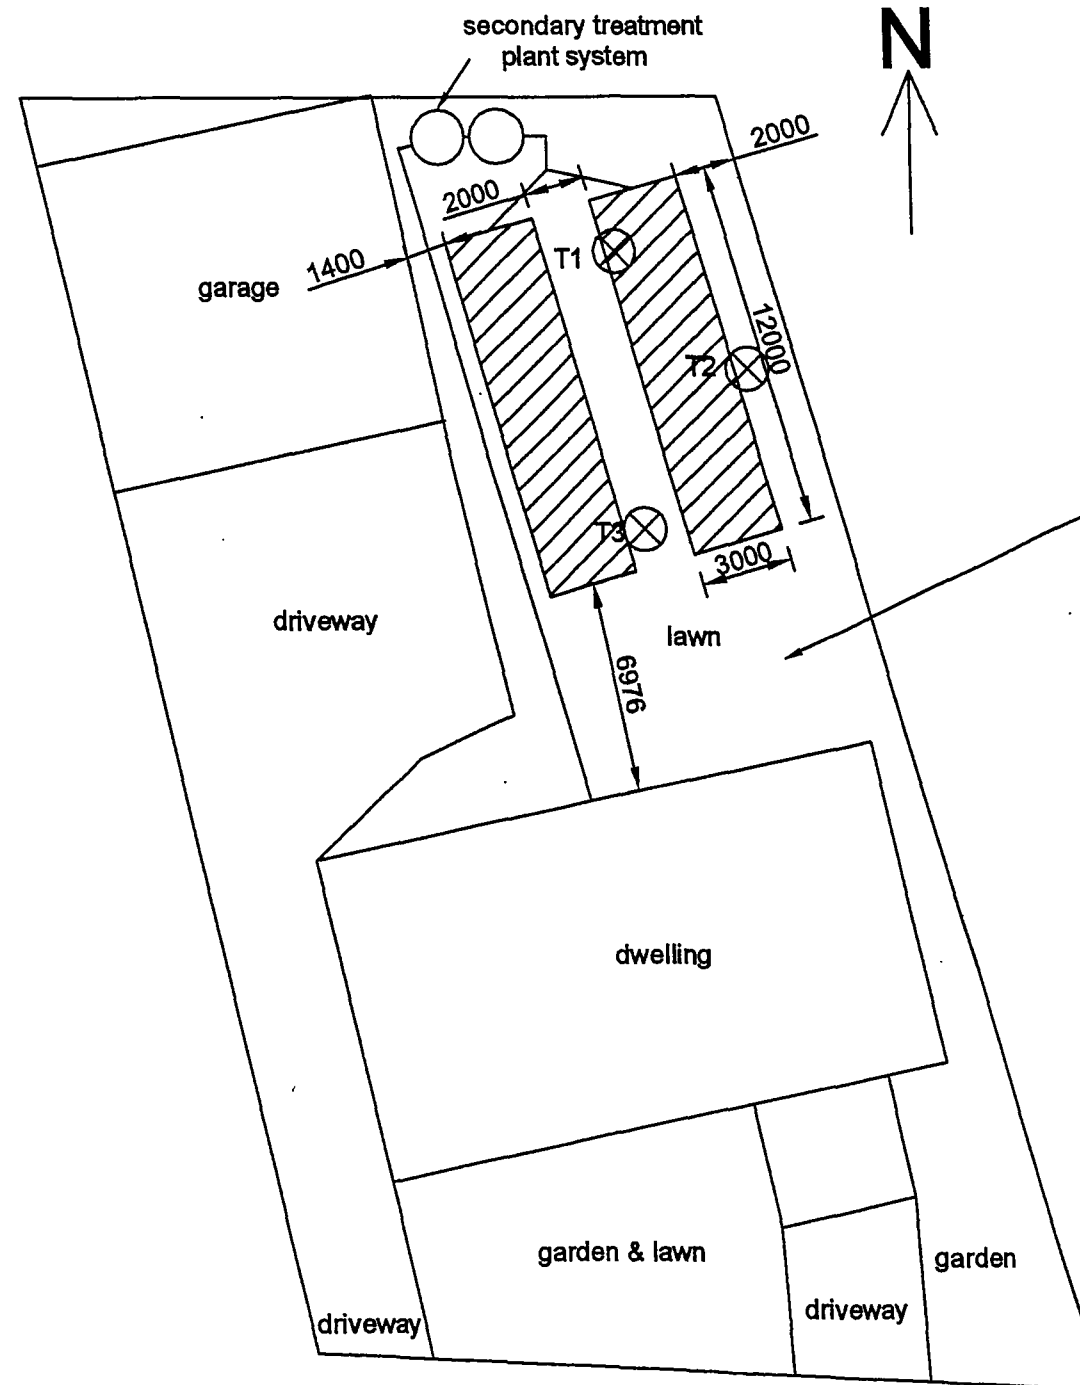 secondary treatment
plant system
N
2000
2000
1400
T1
garage
12000
T2
T3
3000
driveway
lawn
6976
dwelling
garden & lawn
garden
driveway
driveway